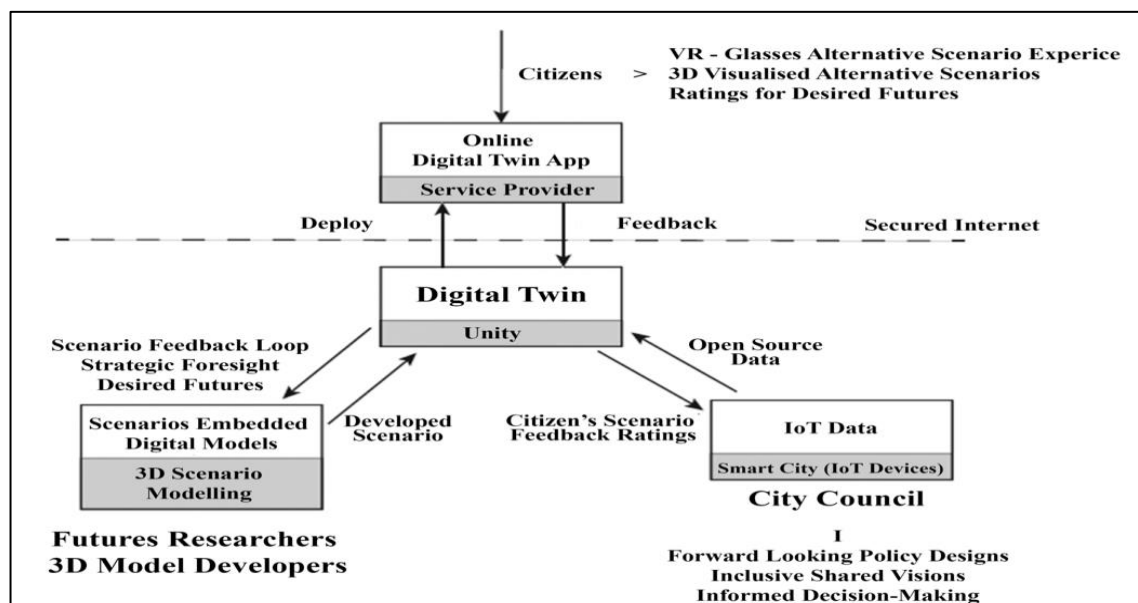 VR - Glasses Alternative Scenario Experice
Citizens > 3D Visualised Alternative Scenarios
Ratings for Desired Futures
Online
Digital Twin App
Service Provider
Deploy
Feedback
Secured Internet
Digital Twin
Unity
Scenario Feedback Loop
Strategic Foresight
Desired Futures
Open Source
Data
Scenarios Embedded
Digital Models
3D Scenario
Modelling
Developed
Scenario
Citizen's Scenario
Feedback Ratings
IoT Data
Smart City (IoT Devices)
City Council
Futures Researchers
3D Model Developers
I
Forward Looking Policy Designs
Inclusive Shared Visions
Informed Decision-Making